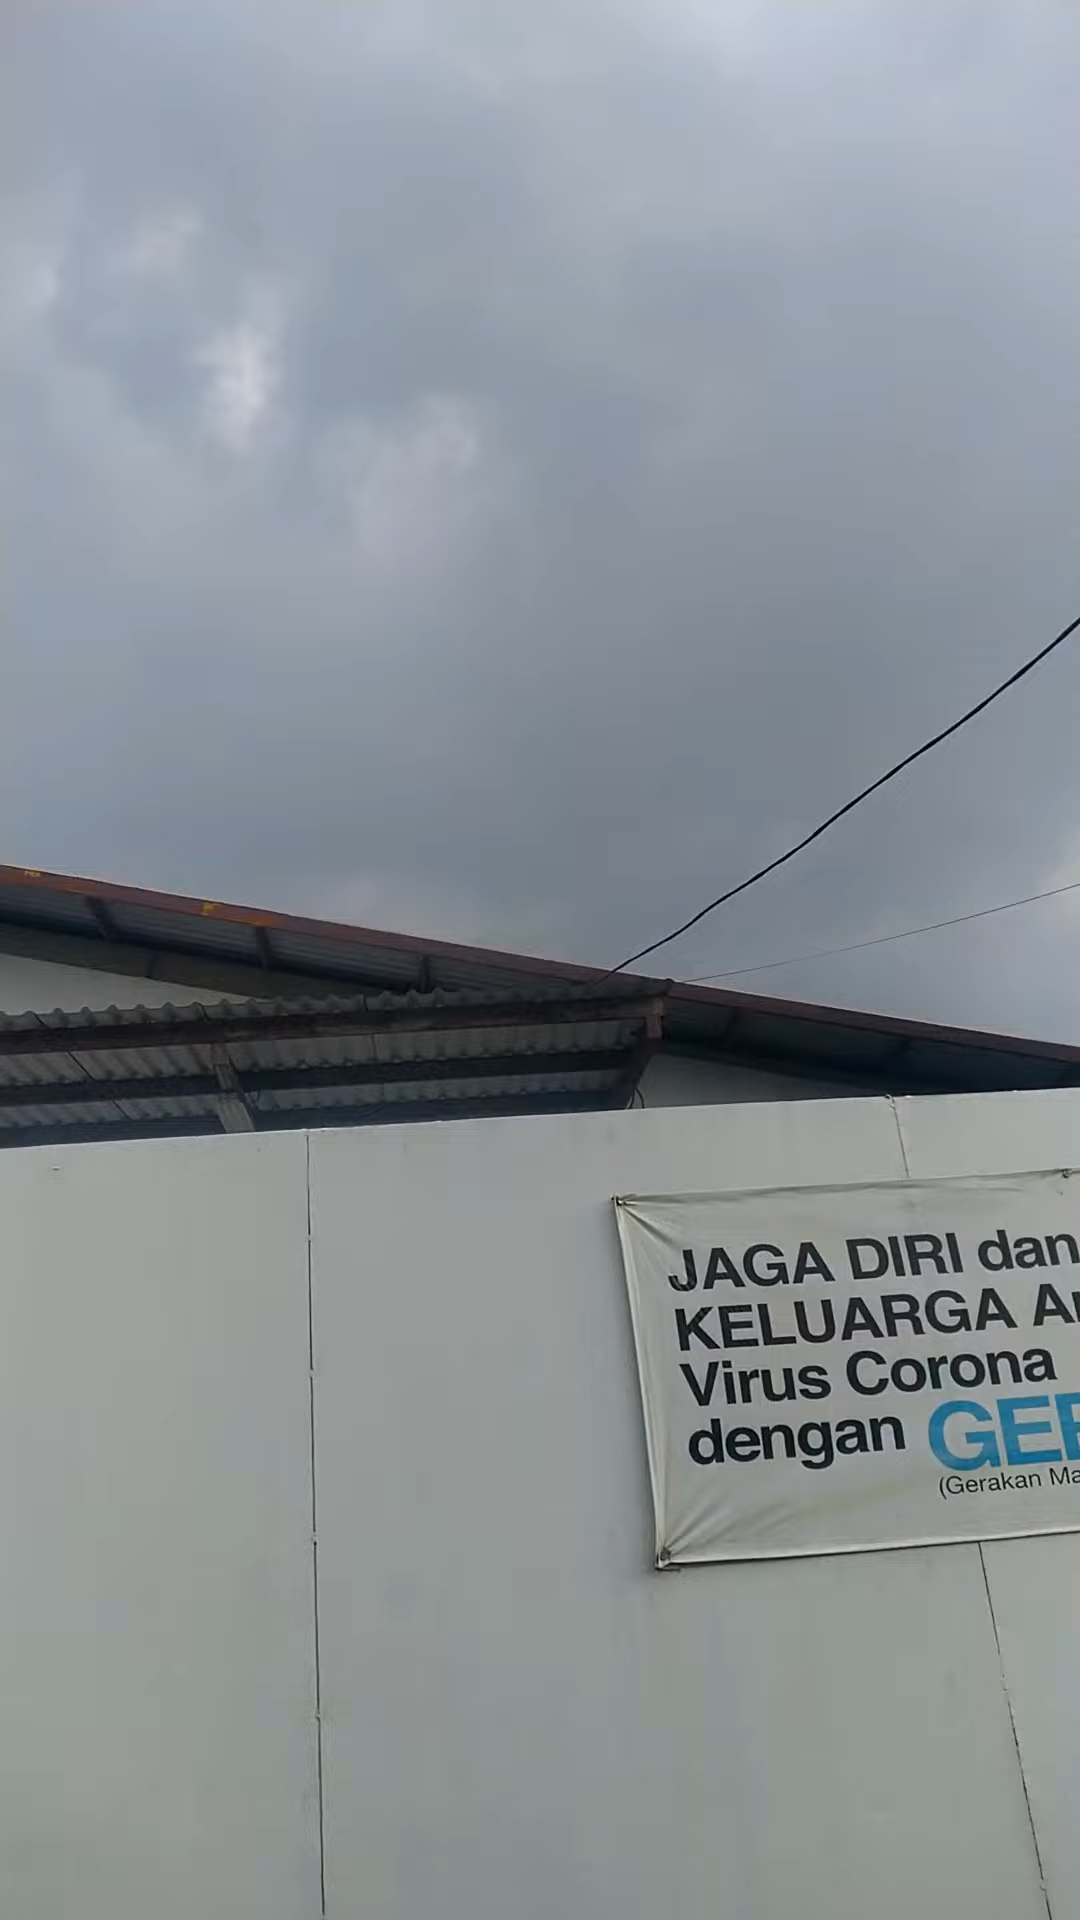 JAGA DIRI dan
KELUARGA
Virus Corona
dengan
(Gerakan